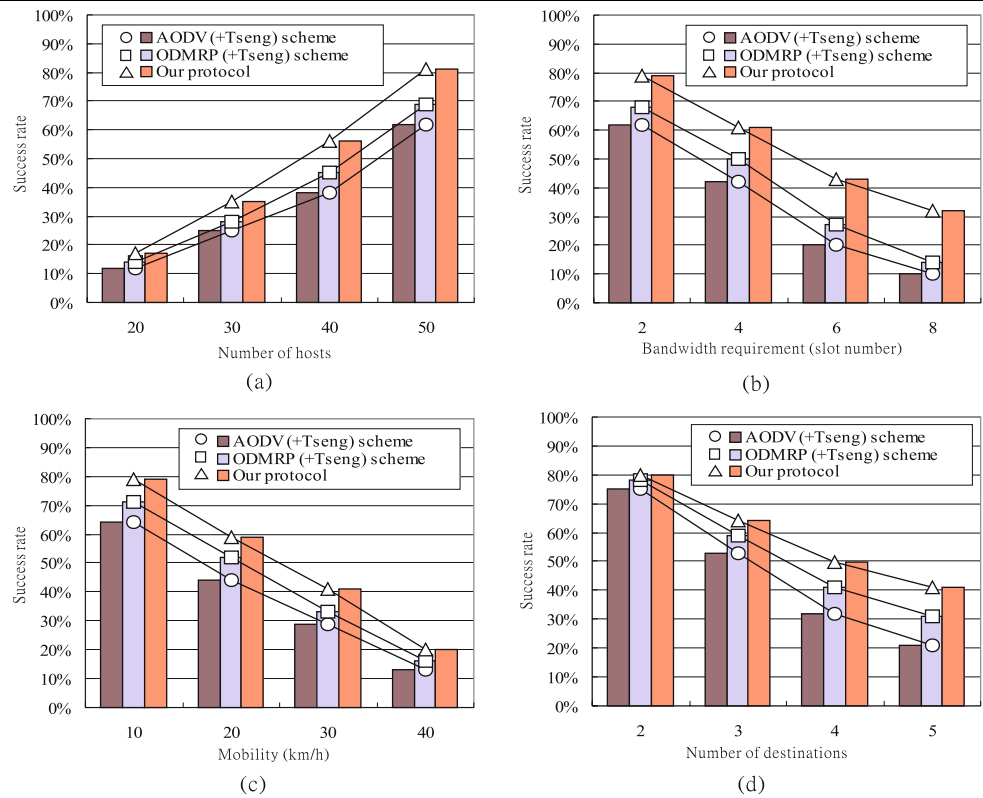 100%
90%
80%
70%
60%
50%
40%
30%
20%
10%
0%
Success rate
AODV (+Tseng) scheme
ODMRP (+Tseng) scheme
Our protocol
20 30 40 50
Number of hosts
(a)
100%
90%
80%
70%
60%
50%
40%
30%
20%
10%
0%
Success rate
AODV (+Tseng) scheme
ODMRP (+Tseng) scheme
Our protocol
2 4 6 8
Bandwidth requirement (slot number)
(b)
100%
90%
80%
70%
60%
50%
40%
30%
20%
10%
0%
Success rate
AODV (+Tseng) scheme
ODMRP (+Tseng) scheme
Our protocol
10 20 30 40
Mobility (km/h)
(c)
100%
90%
80%
70%
60%
50%
40%
30%
20%
10%
0%
Success rate
AODV (+Tseng) scheme
ODMRP (+Tseng) scheme
Our protocol
2 3 4 5
Number of destinations
(d)